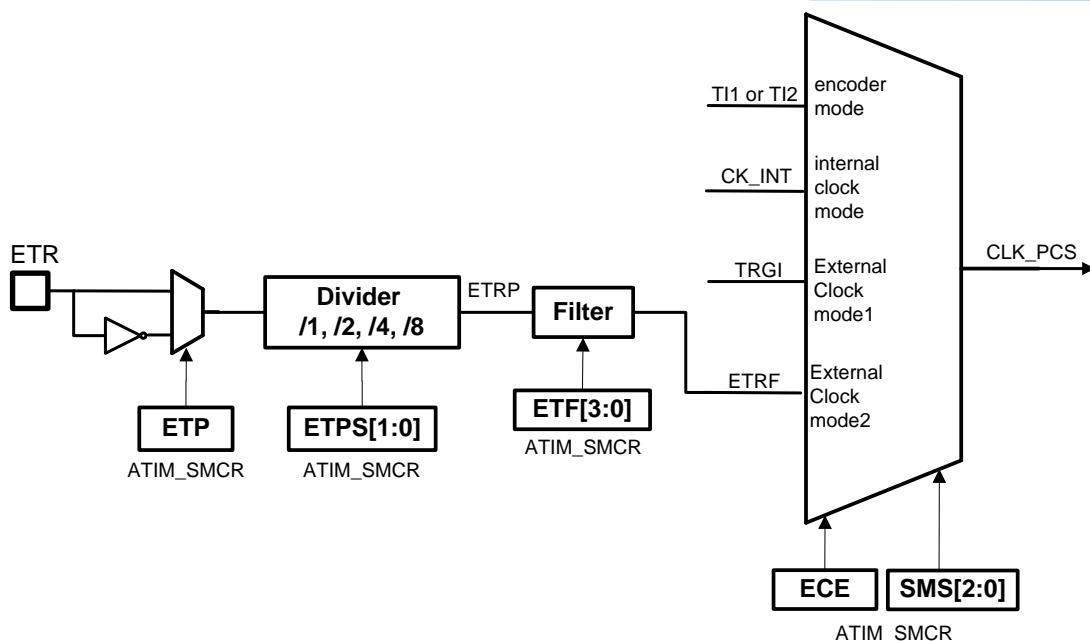 TI1 or TI2
encoder
mode
CK_INT
internal
clock
mode
ETR
CLK_PCS
TRGI
External
Clock
mode1
Divider
/1, /2, /4, /8
ETRP
Filter
ETRF
External
Clock
mode2
ETP
ETPS[1:0]
ETF[3:0]
ATIM_SMCR
ATIM_SMCR
ATIM_SMCR
ECE
SMS[2:0]
ATIM_SMCR